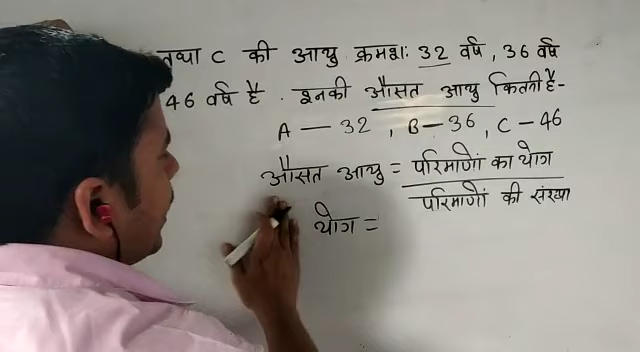 तथा C की आयु क्रमशः 32 वर्ष, 36 वर्ष
46 वर्ष है . इनकी औसत आयु कितनी है-
A — 32 , B — 36 , C — 46
औसत आयु = परिमाणों का योग
परिमाणों की संख्या
योग =